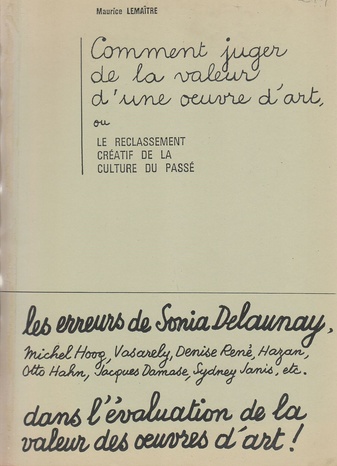 Maurice LEMAÎTRE
Comment juger
de la valeur
d'une oeuvre d'art,
ou
LE RECLASSEMENT
CRÉATIF DE LA
CULTURE DU PASSÉ
les erreurs de Sonia Delaunay,
Michel Hoog, Vasarely, Denise René, Hazan,
Otto Hahn, Jacques Damase, Sydney Janis, etc.
dans l'évaluation de la
valeur des oeuvres d'art!